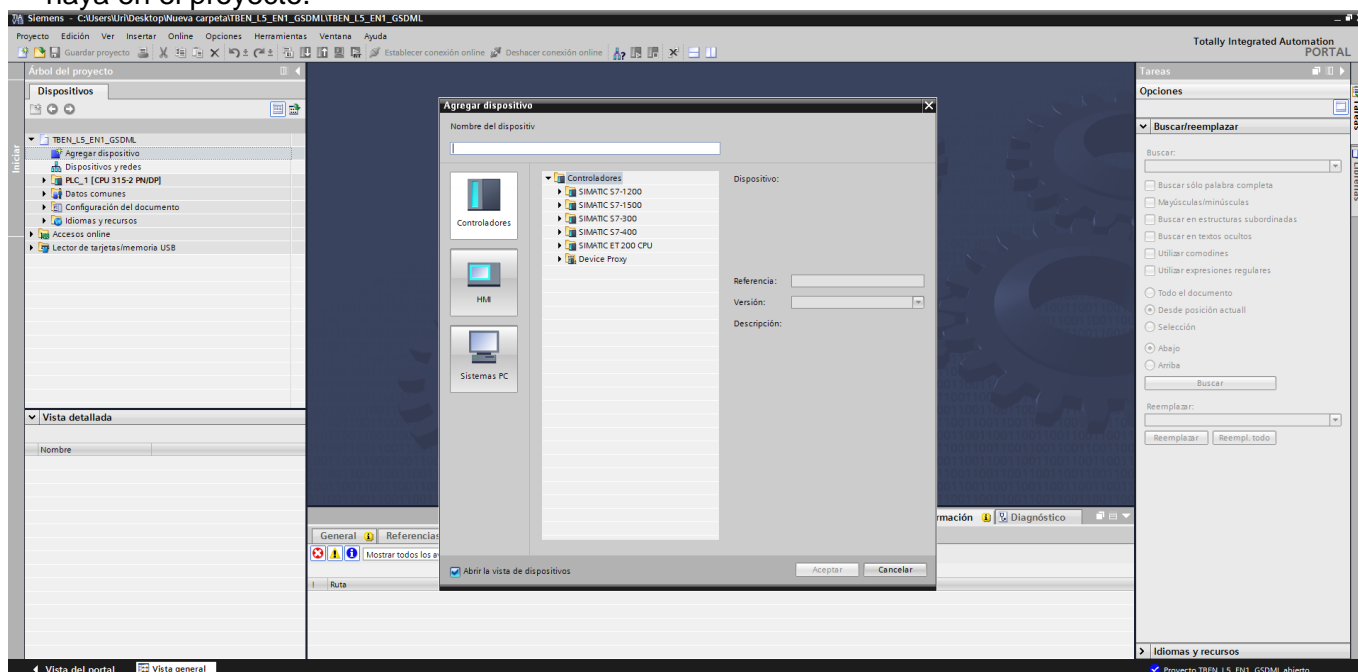 haya en el proyecto.
Siemens - C:\Users\Uri\Desktop\Nueva carpeta\TBEN_L5_EN1_GSDML\TBEN_L5_EN1_GSDML
Proyecto Edición Ver Insertar Online Opciones Herramientas Ventana Ayuda
Guardar proyecto Establecer conexión online Deshacer conexión online
Totally Integrated Automation
PORTAL
Árbol del proyecto
Dispositivos
Iniciar
TBEN_L5_EN1_GSDML
Agregar dispositivo
Dispositivos y redes
PLC_1 [CPU 315-2 PN/DP]
Datos comunes
Configuración del documento
Idiomas y recursos
Accesos online
Lector de tarjetas/memoria USB
Vista detallada
Nombre
Agregar dispositivo
Nombre del dispositiv
Controladores
HMI
Sistemas PC
Controladores
SIMATIC S7-1200
SIMATIC S7-1500
SIMATIC S7-300
SIMATIC S7-400
SIMATIC ET 200 CPU
Device Proxy
Dispositivo:
Referencia:
Versión:
Descripción:
Abrir la vista de dispositivos
Aceptar Cancelar
rmación Diagnóstico
General Referencias
Mostrar todos los a
! Ruta
Tareas
Opciones
Buscar/reemplazar
Buscar:
Buscar sólo palabra completa
Mayúsculas/minúsculas
Buscar en estructuras subordinadas
Buscar en textos ocultos
Utilizar comodines
Utilizar expresiones regulares
Todo el documento
Desde posición actuall
Selección
Abajo
Arriba
Buscar
Reemplazar:
Reemplazar Reempl. todo
Idiomas y recursos
Vista del portal Vista general
Proyecto TBEN_L5_EN1_GSDML abierto